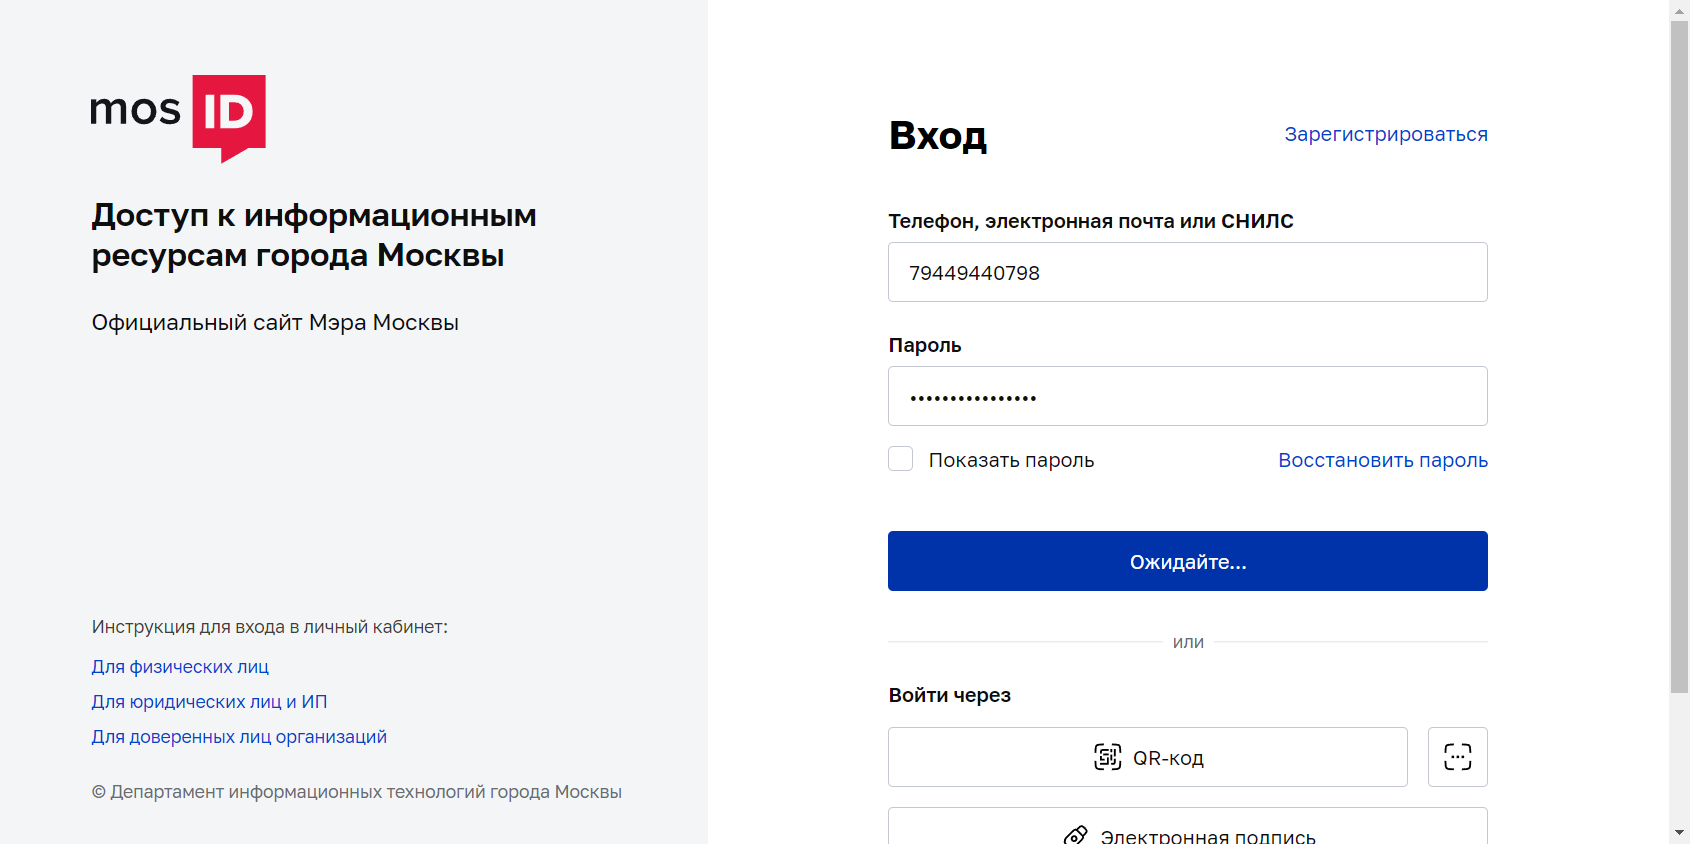 mos ID
Доступ к информационным
ресурсам города Москвы
Официальный сайт Мэра Москвы
Инструкция для входа в личный кабинет:
Для физических лиц
Для юридических лиц и ИП
Для доверенных лиц организаций
© Департамент информационных технологий города Москвы
Вход
Зарегистрироваться
Телефон, электронная почта или СНИЛС
79449440798
Пароль
••••••••••••••••
Показать пароль
Восстановить пароль
Ожидайте...
или
Войти через
QR-код
Электронная подпись